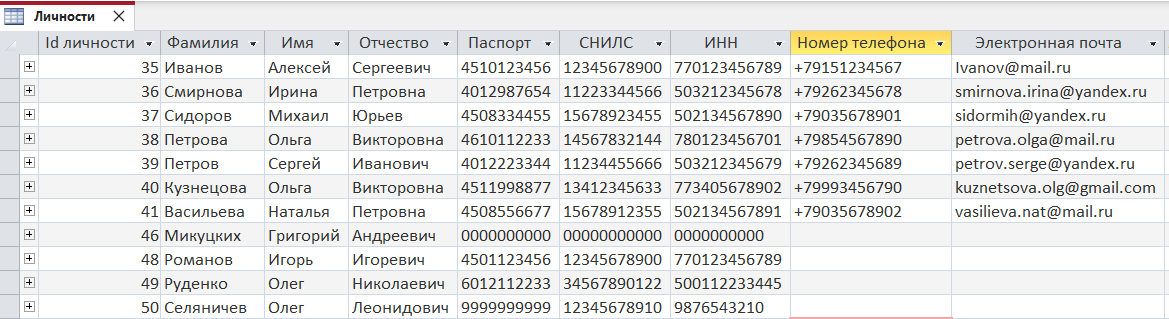 Личности
Id личности Фамилия Имя Отчество Паспорт СНИЛС ИНН Номер телефона Электронная почта
35 Иванов Алексей Сергеевич 4510123456 12345678900 770123456789 +79151234567 Ivanov@mail.ru
36 Смирнова Ирина Петровна 4012987654 11223344566 503212345678 +79262345678 smirnova.irina@yandex.ru
37 Сидоров Михаил Юрьев 4508334455 15678923455 502134567890 +79035678901 sidormih@yandex.ru
38 Петрова Ольга Викторовна 4610112233 14567832144 780123456701 +79854567890 petrova.olga@mail.ru
39 Петров Сергей Иванович 4012223344 11234455666 503212345679 +79262345689 petrov.serge@yandex.ru
40 Кузнецова Ольга Викторовна 4511998877 13412345633 773405678902 +79993456790 kuznetsova.olg@gmail.com
41 Васильева Наталья Петровна 4508556677 15678912355 502134567891 +79035678902 vasilieva.nat@mail.ru
46 Микуцких Григорий Андреевич 0000000000 00000000000 0000000000
48 Романов Игорь Игоревич 4501123456 12345678900 770123456789
49 Руденко Олег Николаевич 6012112233 34567890122 500112233445
50 Селяничев Олег Леонидович 9999999999 12345678910 9876543210